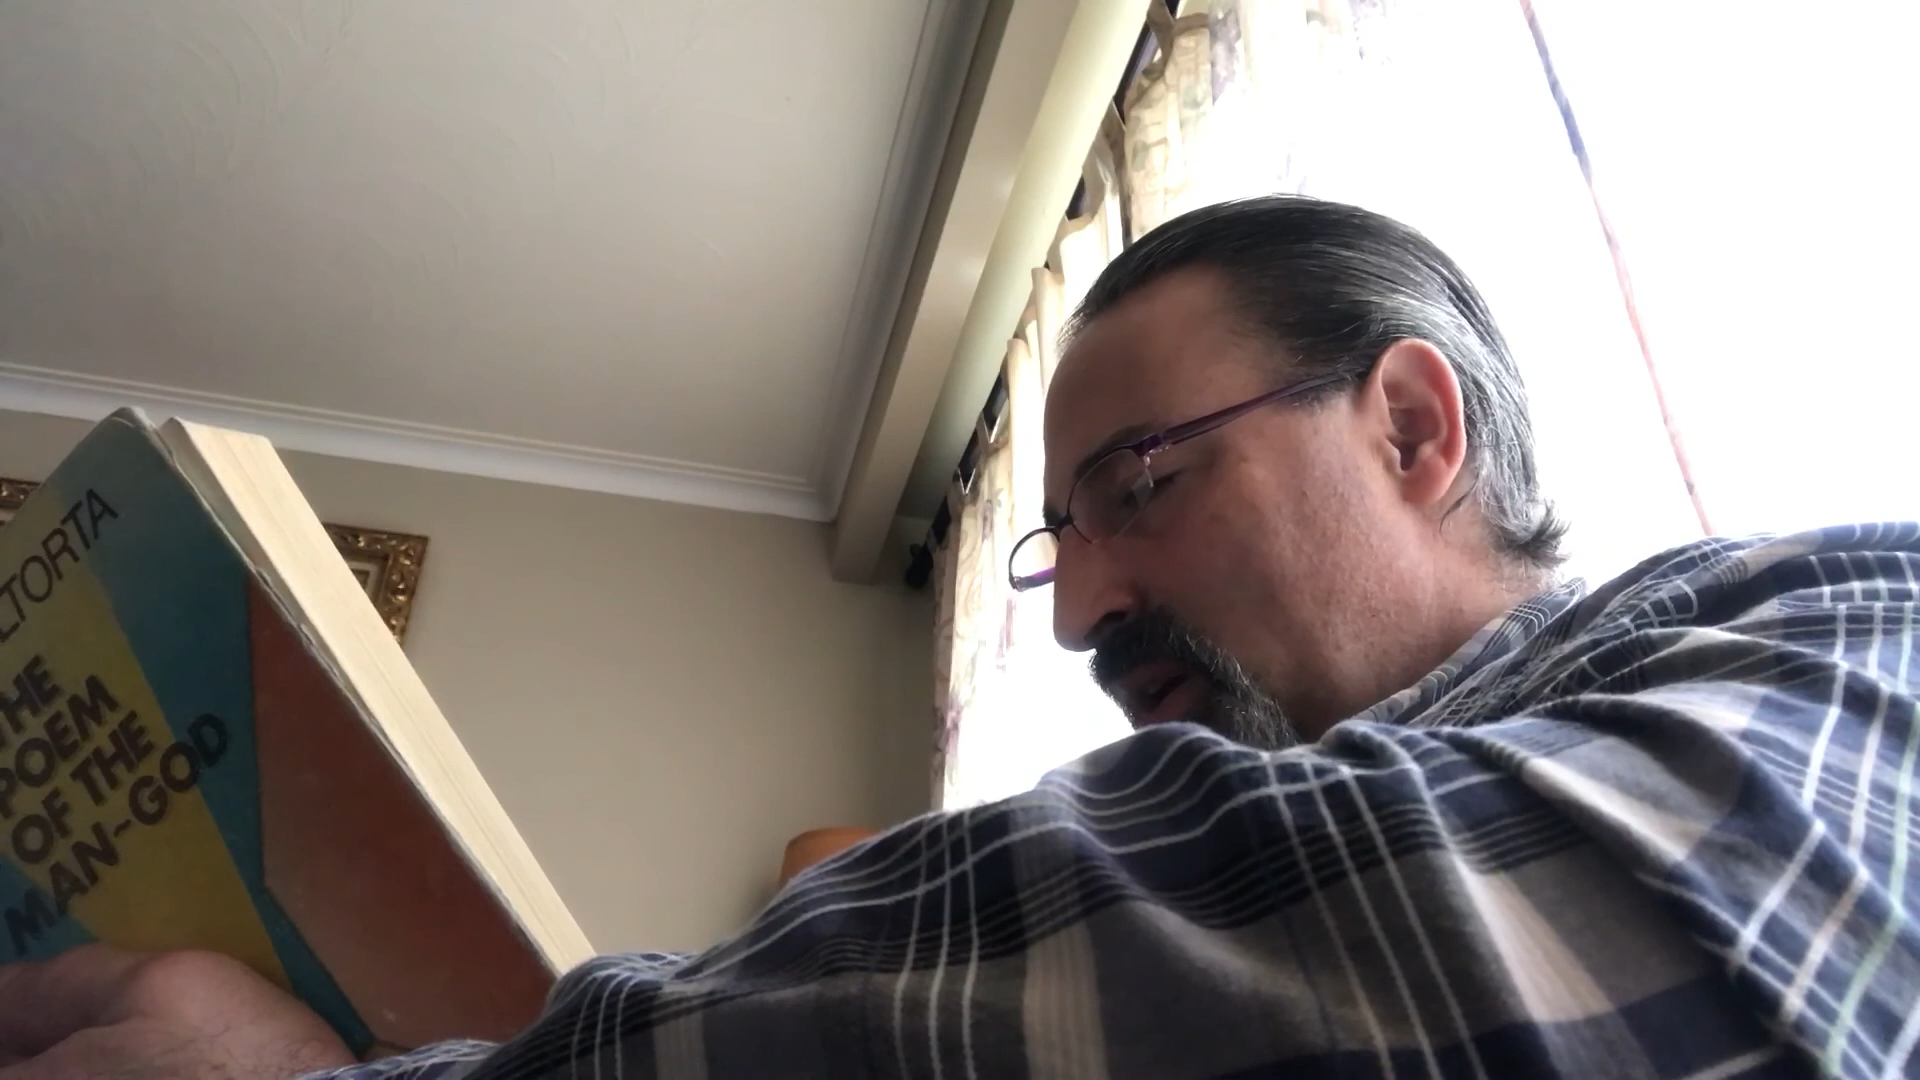 LTORTA
THE
POEM
OF THE
MAN~GOD